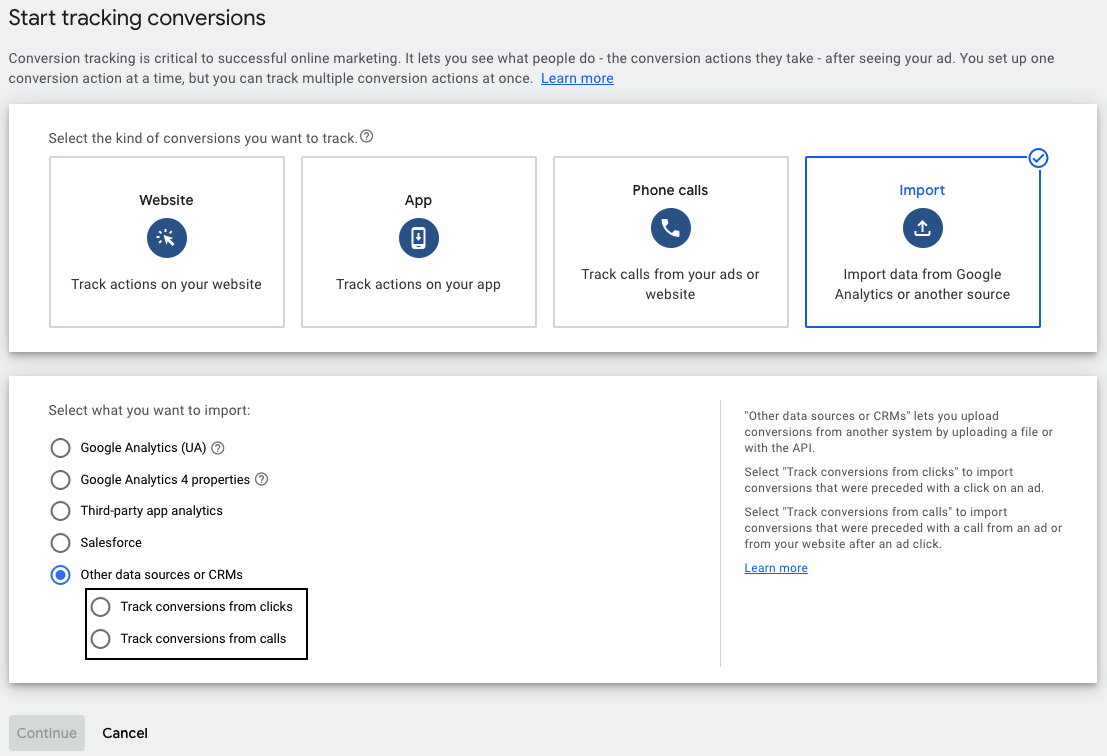 Start tracking conversions
Conversion tracking is critical to successful online marketing. It lets you see what people do - the conversion actions they take - after seeing your ad. You set up one
conversion action at a time, but you can track multiple conversion actions at once. Learn more
Select the kind of conversions you want to track.
Website
Track actions on your website
App
Track actions on your app
Phone calls
Track calls from your ads or
website
Import
Import data from Google
Analytics or another source
Select what you want to import:
Google Analytics (UA)
Google Analytics 4 properties
Third-party app analytics
Salesforce
Other data sources or CRMs
Track conversions from clicks
Track conversions from calls
"Other data sources or CRMs" lets you upload
conversions from another system by uploading a file or
with the API.
Select "Track conversions from clicks" to import
conversions that were preceded with a click on an ad.
Select "Track conversions from calls" to import
conversions that were preceded with a call from an ad or
from your website after an ad click.
Learn more
Continue
Cancel